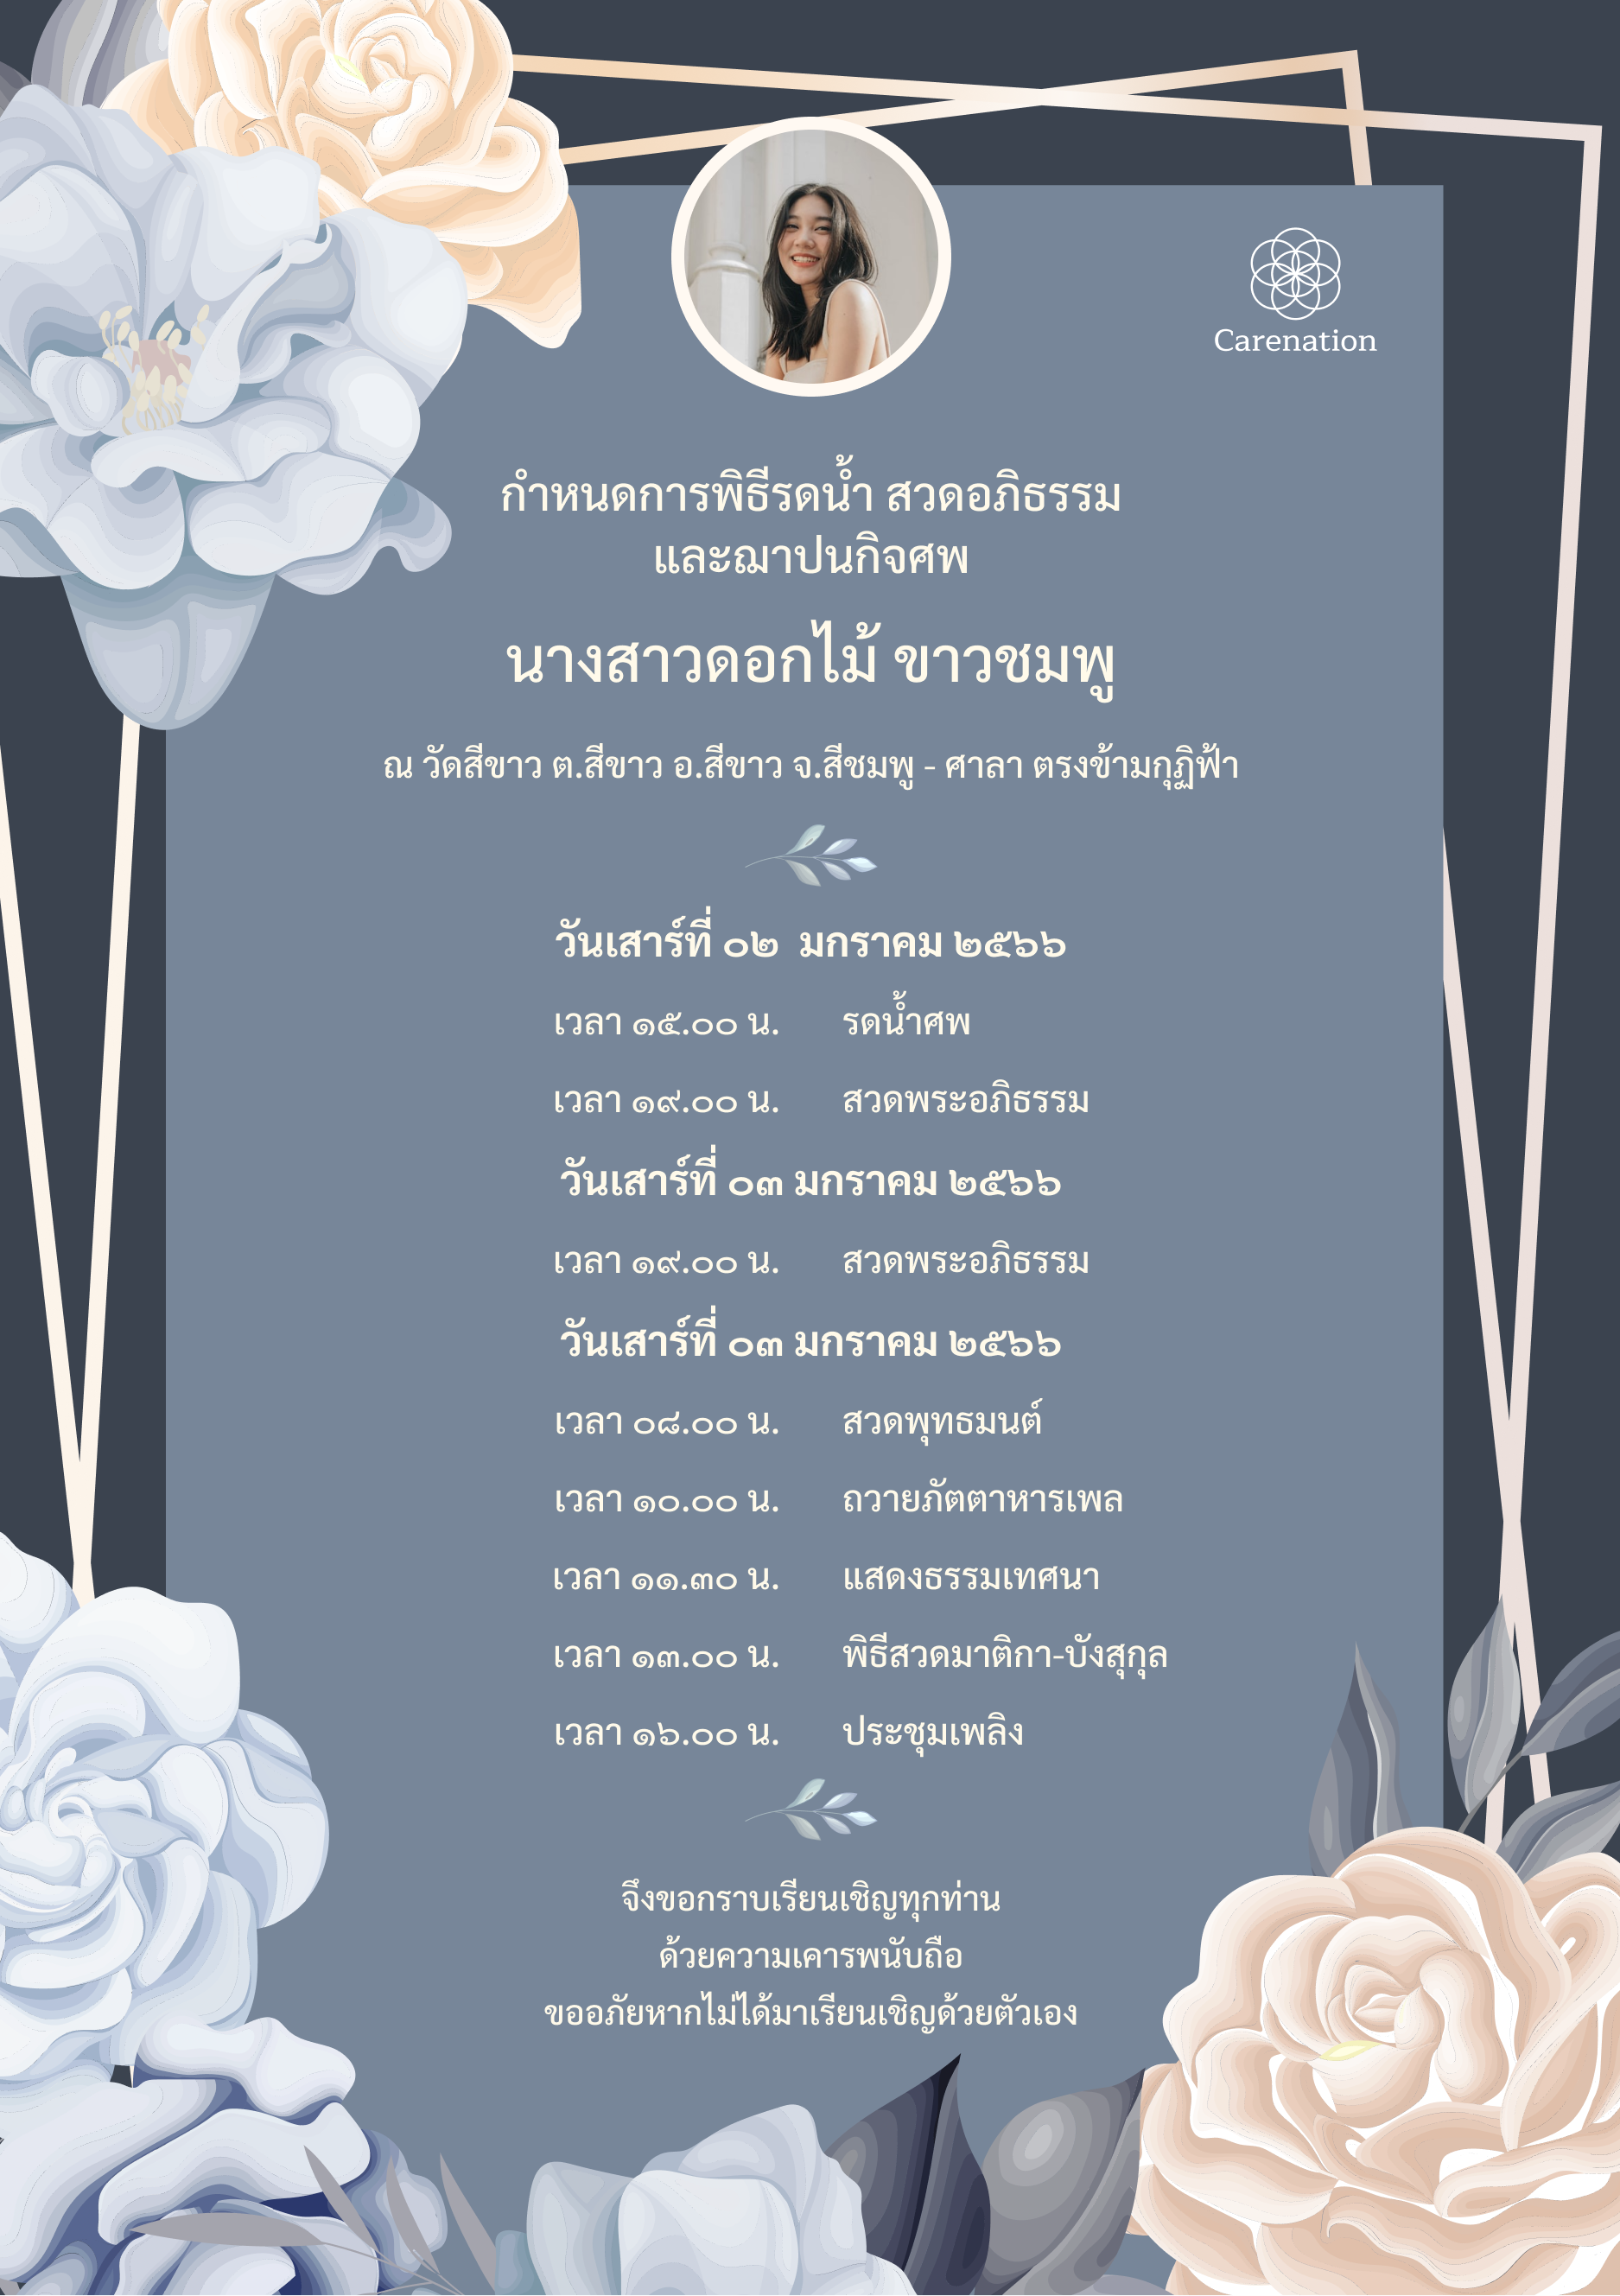 Carenation
กำหนดการพิธีรดน้ำ สวดอภิธรรม
และฌาปนกิจศพ
นางสาวดอกไม้ ขาวชมพู
ณ วัดสีขาว ต.สีขาว อ.สีขาว จ.สีชมพู - ศาลา ตรงข้ามกุฏิฟ้า
วันเสาร์ที่ ๐๒ มกราคม ๒๕๖๖
เวลา ๑๕.๐๐ น. รดน้ำศพ
เวลา ๑๙.๐๐ น. สวดพระอภิธรรม
วันเสาร์ที่ ๐๓ มกราคม ๒๕๖๖
เวลา ๑๙.๐๐ น. สวดพระอภิธรรม
วันเสาร์ที่ ๐๓ มกราคม ๒๕๖๖
เวลา ๐๘.๐๐ น. สวดพุทธมนต์
เวลา ๑๐.๐๐ น. ถวายภัตตาหารเพล
เวลา ๑๑.๓๐ น. แสดงธรรมเทศนา
เวลา ๑๓.๐๐ น. พิธีสวดมาติกา-บังสุกุล
เวลา ๑๖.๐๐ น. ประชุมเพลิง
จึงขอกราบเรียนเชิญทุกท่าน
ด้วยความเคารพนับถือ
ขออภัยหากไม่ได้มาเรียนเชิญด้วยตัวเอง